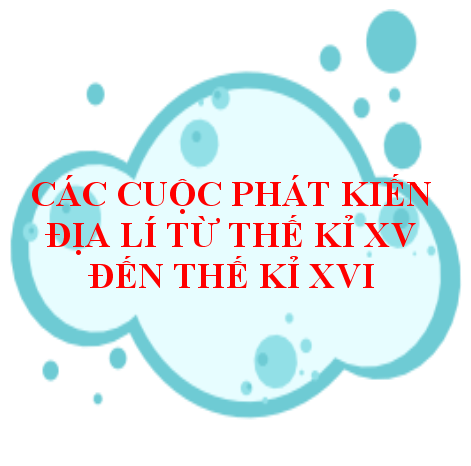 CÁC CUỘC PHÁT KIẾN
ĐỊA LÍ TỪ THẾ KỈ XV
ĐẾN THẾ KỈ XVI